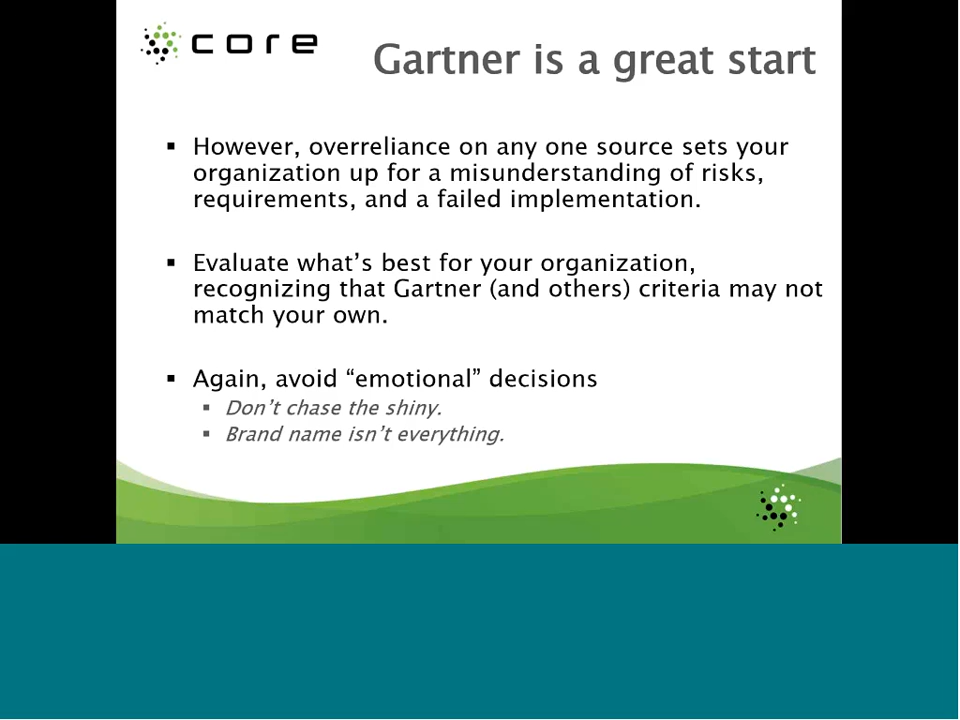 core
Gartner is a great start
▪ However, overreliance on any one source sets your
organization up for a misunderstanding of risks,
requirements, and a failed implementation.
▪ Evaluate what’s best for your organization,
recognizing that Gartner (and others) criteria may not
match your own.
▪ Again, avoid “emotional” decisions
▪ Don’t chase the shiny.
▪ Brand name isn’t everything.